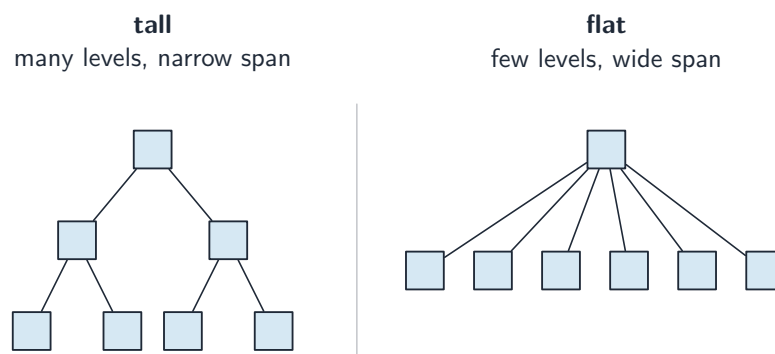 tall
many levels, narrow span
flat
few levels, wide span